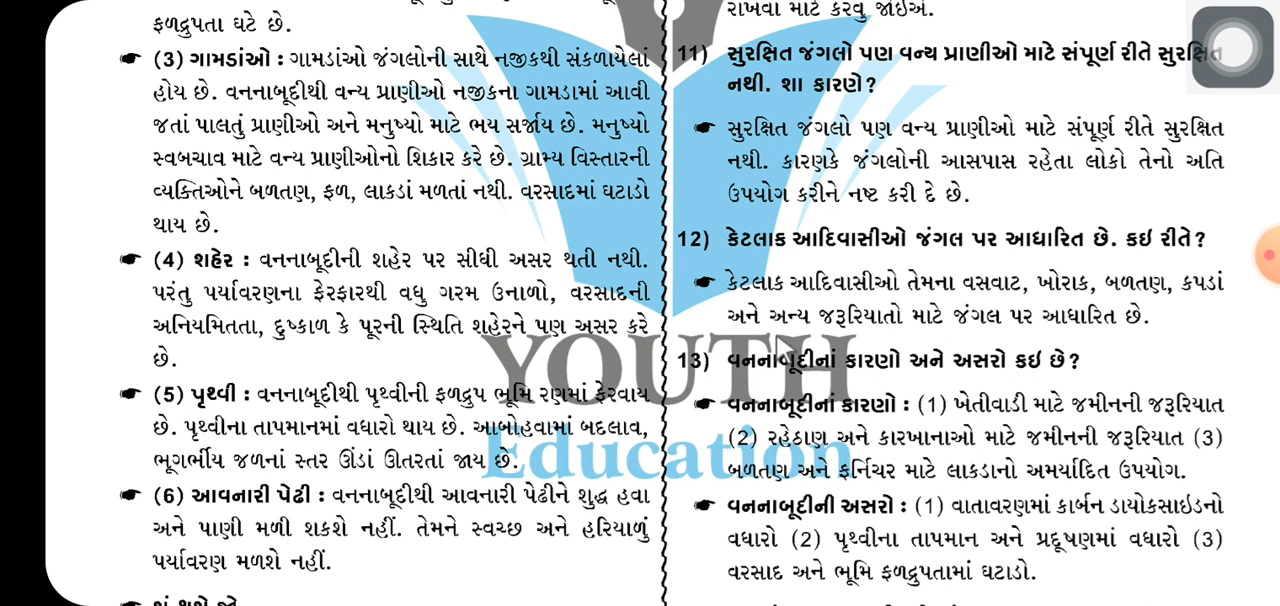 ફળદ્રુપતા ઘટે છે.
☛ (3) ગામડાંઓ : ગામડાંઓ જંગલોની સાથે નજીકથી સંકળાયેલાં
હોય છે. વનનાબૂદીથી વન્ય પ્રાણીઓ નજીકના ગામડામાં આવી
જતાં પાલતું પ્રાણીઓ અને મનુષ્યો માટે ભય સર્જાય છે. મનુષ્યો
સ્વબચાવ માટે વન્ય પ્રાણીઓનો શિકાર કરે છે. ગ્રામ્ય વિસ્તારની
વ્યક્તિઓને બળતણ, ફળ, લાકડાં મળતાં નથી. વરસાદમાં ઘટાડો
થાય છે.
☛ (4) શહેર : વનનાબૂદીની શહેર પર સીધી અસર થતી નથી.
પરંતુ પર્યાવરણના ફેરફારથી વધુ ગરમ ઉનાળો, વરસાદની
અનિયમિતતા, દુષ્કાળ કે પૂરની સ્થિતિ શહેરને પણ અસર કરે
છે.
☛ (5) પૃથ્વી : વનનાબૂદીથી પૃથ્વીની ફળદ્રુપ ભૂમિ રણમાં ફેરવાય
છે. પૃથ્વીના તાપમાનમાં વધારો થાય છે. આબોહવામાં બદલાવ,
ભૂગર્ભીય જળનાં સ્તર ઊંડાં ઊતરતાં જાય છે.
☛ (6) આવનારી પેઢી : વનનાબૂદીથી આવનારી પેઢીને શુદ્ધ હવા
અને પાણી મળી શકશે નહીં. તેમને સ્વચ્છ અને હરિયાળું
પર્યાવરણ મળશે નહીં.
રાખવા માટે કરવુ જોઇએ.
11) સુરક્ષિત જંગલો પણ વન્ય પ્રાણીઓ માટે સંપૂર્ણ રીતે સુરક્ષિત
નથી. શા કારણે?
☛ સુરક્ષિત જંગલો પણ વન્ય પ્રાણીઓ માટે સંપૂર્ણ રીતે સુરક્ષિત
નથી. કારણકે જંગલોની આસપાસ રહેતા લોકો તેનો અતિ
ઉપયોગ કરીને નષ્ટ કરી દે છે.
12) કેટલાક આદિવાસીઓ જંગલ પર આધારિત છે. કઇ રીતે?
☛ કેટલાક આદિવાસીઓ તેમના વસવાટ, ખોરાક, બળતણ, કપડાં
અને અન્ય જરૂરિયાતો માટે જંગલ પર આધારિત છે.
13) વનનાબૂદીનાં કારણો અને અસરો કઇ છે?
☛ વનનાબૂદીનાં કારણો : (1) ખેતીવાડી માટે જમીનની જરૂરિયાત
(2) રહેઠાણ અને કારખાનાઓ માટે જમીનની જરૂરિયાત (3)
બળતણ અને ફર્નિચર માટે લાકડાનો અમર્યાદિત ઉપયોગ.
☛ વનનાબૂદીની અસરો : (1) વાતાવરણમાં કાર્બન ડાયોકસાઇડનો
વધારો (2) પૃથ્વીના તાપમાન અને પ્રદૂષણમાં વધારો (3)
વરસાદ અને ભૂમિ ફળદ્રુપતામાં ઘટાડો.
YOUTH
Education